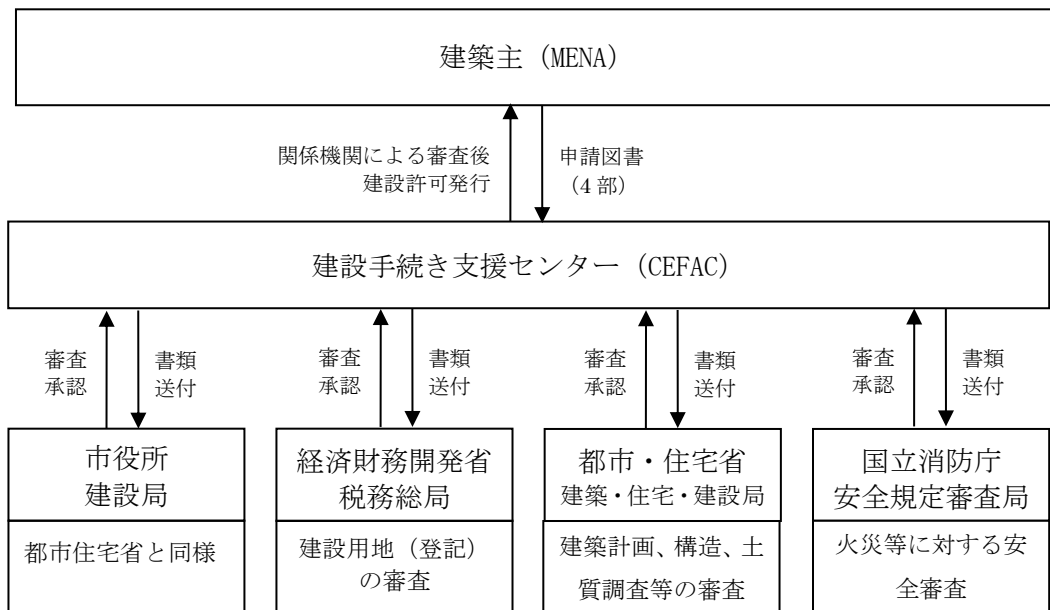 建築主（MENA）
関係機関による審査後
建設許可発行
申請図書
（4 部）
建設手続き支援センター（CEFAC）
審査
承認
書類
送付
審査
承認
書類
送付
審査
承認
書類
送付
審査
承認
書類
送付
市役所
建設局
都市住宅省と同様
経済財務開発省
税務総局
建設用地（登記）
の審査
都市・住宅省
建築・住宅・建設局
建築計画、構造、土
質調査等の審査
国立消防庁
安全規定審査局
火災等に対する安
全審査